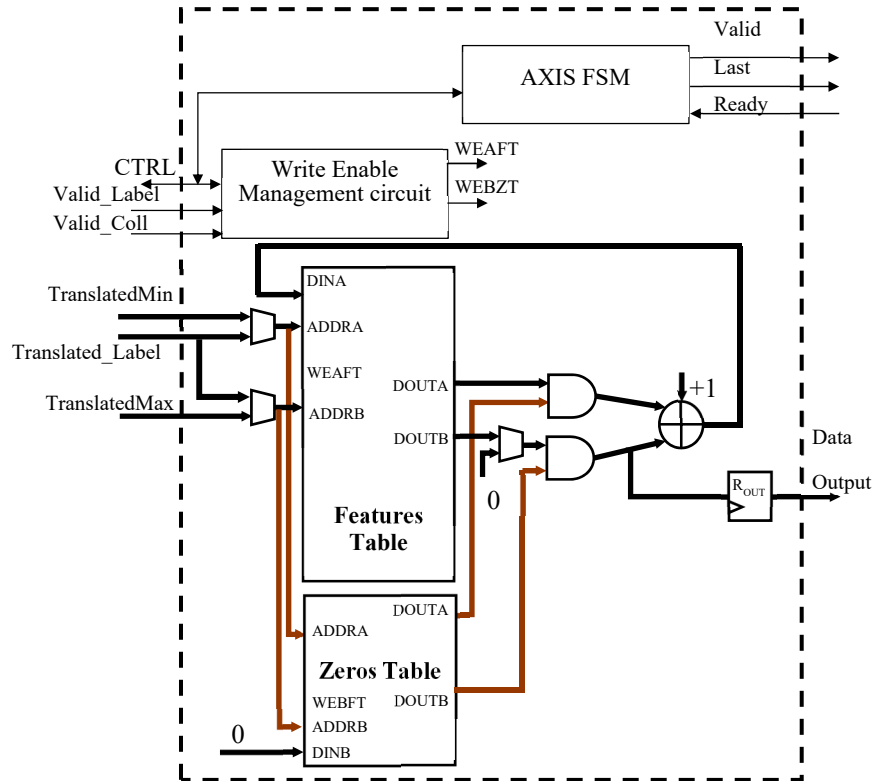 Valid
AXIS FSM
Last
Ready
WEAFT
CTRL
Write Enable
Management circuit
WEBZT
Valid_Label
Valid_Coll
DINA
TranslatedMin
ADDRA
Translated_Label
WEAFT
DOUTA
+1
TranslatedMax
ADDRB
DOUTB
Data
0
ROUT
Output
Features
Table
DOUTA
ADDRA
Zeros Table
WEBFT
DOUTB
ADDRB
0
DINB